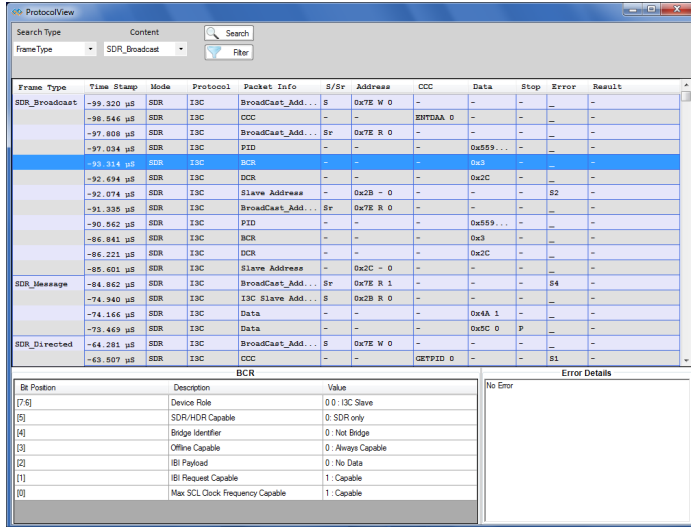 ProtocolView
Search Type Content Search
FrameType SDR_Broadcast Filter
Frame Type Time Stamp Mode Protocol Packet Info S/Sr Address CCC Data Stop Error Result
SDR_Broadcast -99.320 µS SDR I3C BroadCast_Add... S 0x7E W 0 - - - _ -
-98.546 µS SDR I3C CCC - - ENTDAA 0 - - _ -
-97.808 µS SDR I3C BroadCast_Add... Sr 0x7E R 0 - - - _ -
-97.034 µS SDR I3C PID - - - 0x559... - _ -
-93.314 µS SDR I3C BCR - - - 0x3 - _ -
-92.694 µS SDR I3C DCR - - - 0x2C - _ -
-92.074 µS SDR I3C Slave Address - 0x2B - 0 - - - S2 -
-91.335 µS SDR I3C BroadCast_Add... Sr 0x7E R 0 - - - _ -
-90.562 µS SDR I3C PID - - - 0x559... - _ -
-86.841 µS SDR I3C BCR - - - 0x3 - _ -
-86.221 µS SDR I3C DCR - - - 0x2C - _ -
-85.601 µS SDR I3C Slave Address - 0x2C - 0 - - - _ -
SDR_Message -74.862 µS SDR I3C BroadCast_Add... Sr 0x7E R 1 - - - S4 -
-74.940 µS SDR I3C I3C Slave Add... S 0x2B R 0 - - - _ -
-74.166 µS SDR I3C Data - - - 0x4A 1 - _ -
-73.469 µS SDR I3C Data - - - 0x5C 0 P _ -
SDR_Directed -64.281 µS SDR I3C BroadCast_Add... S 0x7E W 0 - - - _ -
-63.507 µS SDR I3C CCC - - GETPID 0 - - S1 -
BCR Error Details
Bit Position Description Value No Error
[7:6] Device Role 0 0 : I3C Slave
[5] SDR/HDR Capable 0: SDR only
[4] Bridge Identifier 0 : Not Bridge
[3] Offline Capable 0 : Always Capable
[2] IBI Payload 0 : No Data
[1] IBI Request Capable 1 : Capable
[0] Max SCL Clock Frequency Capable 1 : Capable